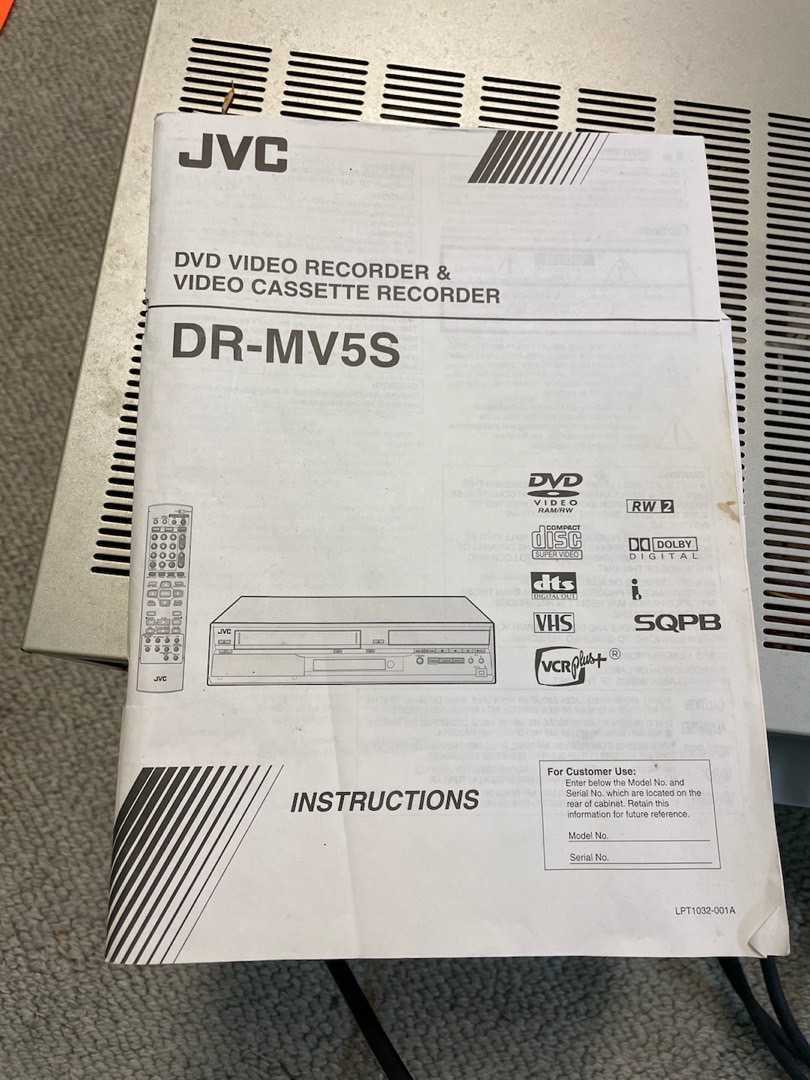 JVC
DVD VIDEO RECORDER &
VIDEO CASSETTE RECORDER
DR-MV5S
DVD
VIDEO
RAM/RW
RW 2
COMPACT
disc
SUPER VIDEO
DOLBY
DIGITAL
dts
DIGITAL OUT
i.
VHS
SQPB
VCR plus+ ®
JVC
JVC
INSTRUCTIONS
For Customer Use:
Enter below the Model No. and
Serial No. which are located on the
rear of cabinet. Retain this
information for future reference.
Model No.
Serial No.
LPT1032-001A